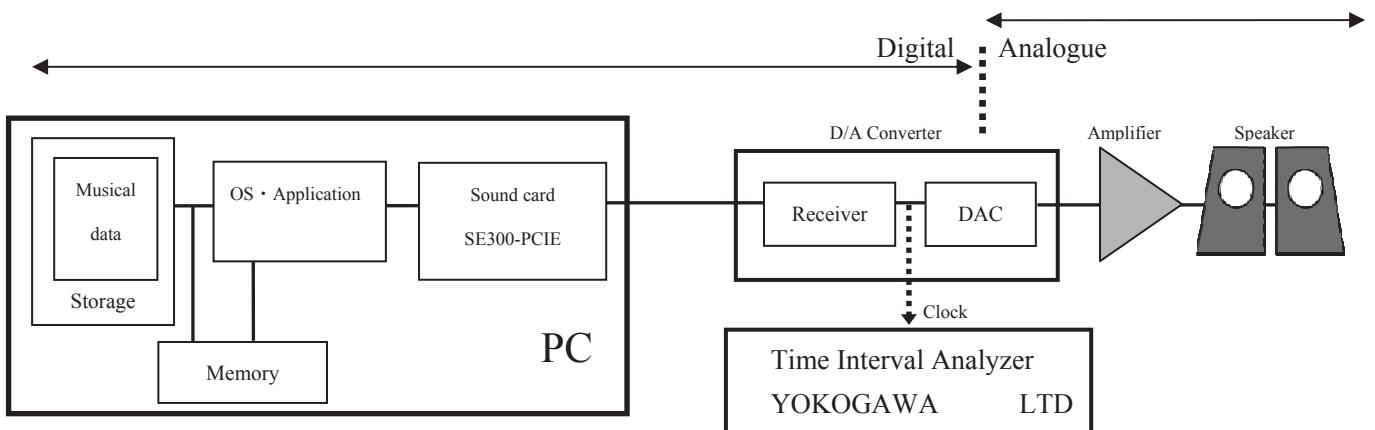 Digital
Analogue
D/A Converter
Amplifier
Speaker
Musical
data
Storage
OS・Application
Sound card
SE300-PCIE
Memory
PC
Receiver
DAC
Clock
Time Interval Analyzer
YOKOGAWA LTD